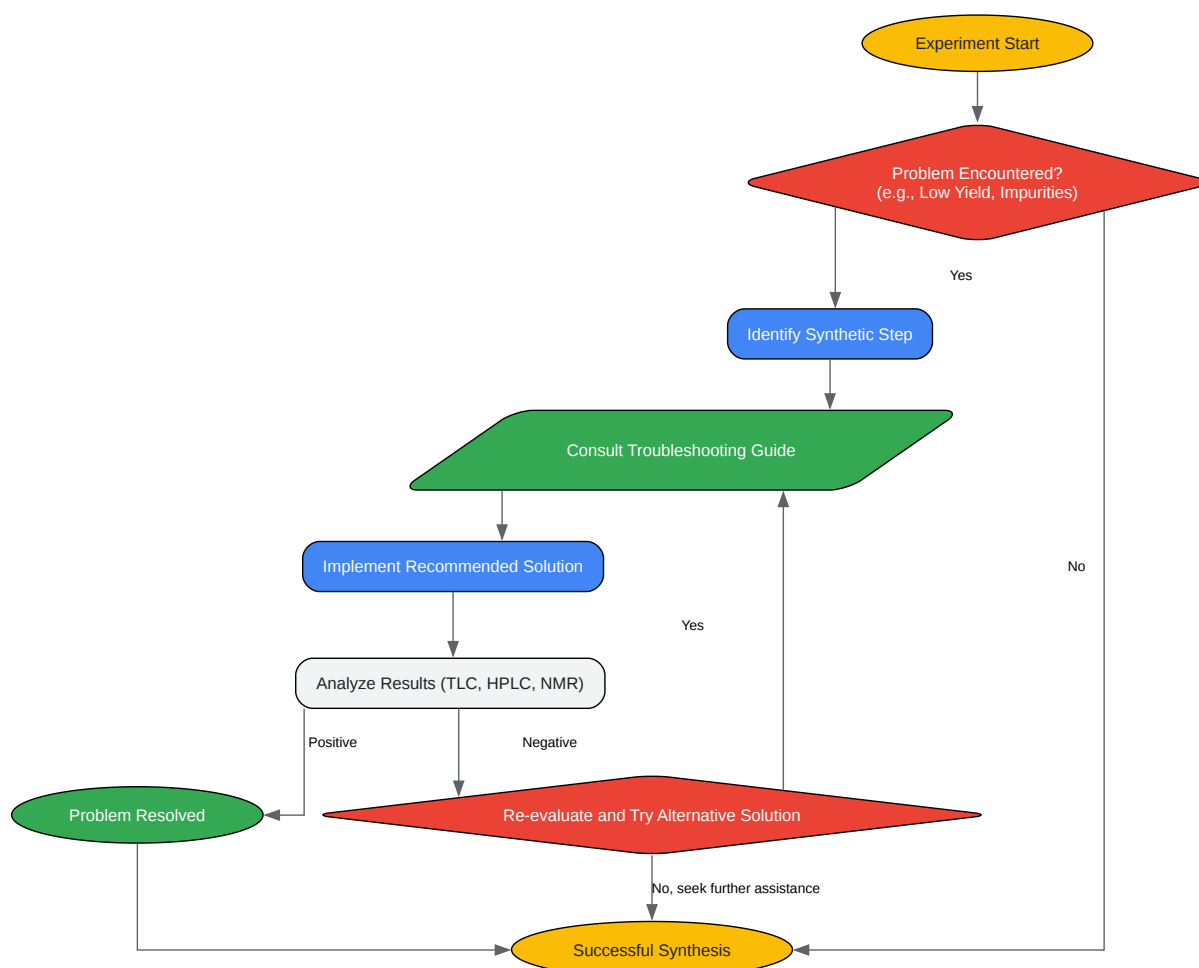 Experiment Start
Problem Encountered?
(e.g., Low Yield, Impurities)
Yes
Identify Synthetic Step
Consult Troubleshooting Guide
Implement Recommended Solution
No
Yes
Analyze Results (TLC, HPLC, NMR)
Positive
Negative
Problem Resolved
Re-evaluate and Try Alternative Solution
No, seek further assistance
Successful Synthesis